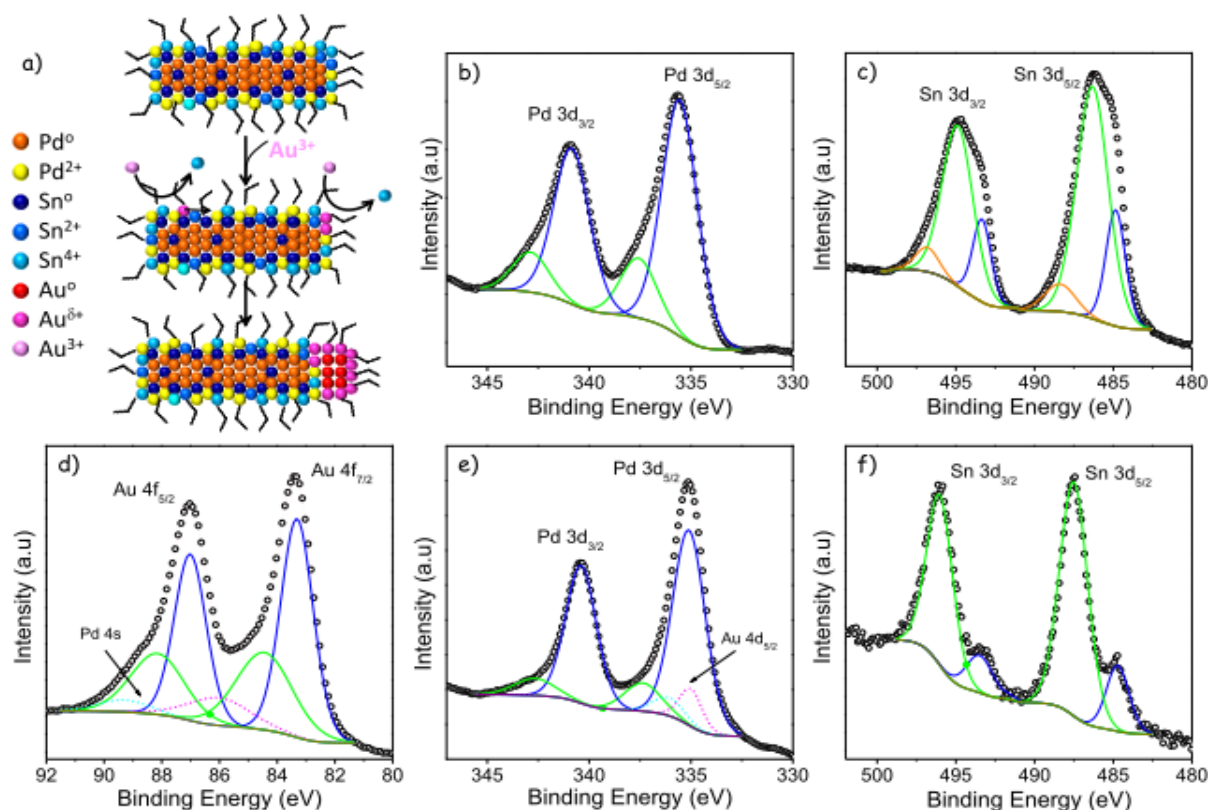 a)
Pd⁰
Pd²⁺
Sn⁰
Sn²⁺
Sn⁴⁺
Au⁰
Auᵟ⁺
Au³⁺
Au³⁺
b)
Pd 3d₃/₂
Pd 3d₅/₂
Intensity (a.u)
345 340 335 330
Binding Energy (eV)
c)
Sn 3d₃/₂
Sn 3d₅/₂
Intensity (a.u)
500 495 490 485 480
Binding Energy (eV)
d)
Au 4f₅/₂
Au 4f₇/₂
Pd 4s
Intensity (a.u)
92 90 88 86 84 82 80
Binding Energy (eV)
e)
Pd 3d₃/₂
Pd 3d₅/₂
Au 4d₅/₂
Intensity (a.u)
345 340 335 330
Binding Energy (eV)
f)
Sn 3d₃/₂
Sn 3d₅/₂
Intensity (a.u)
500 495 490 485 480
Binding Energy (eV)